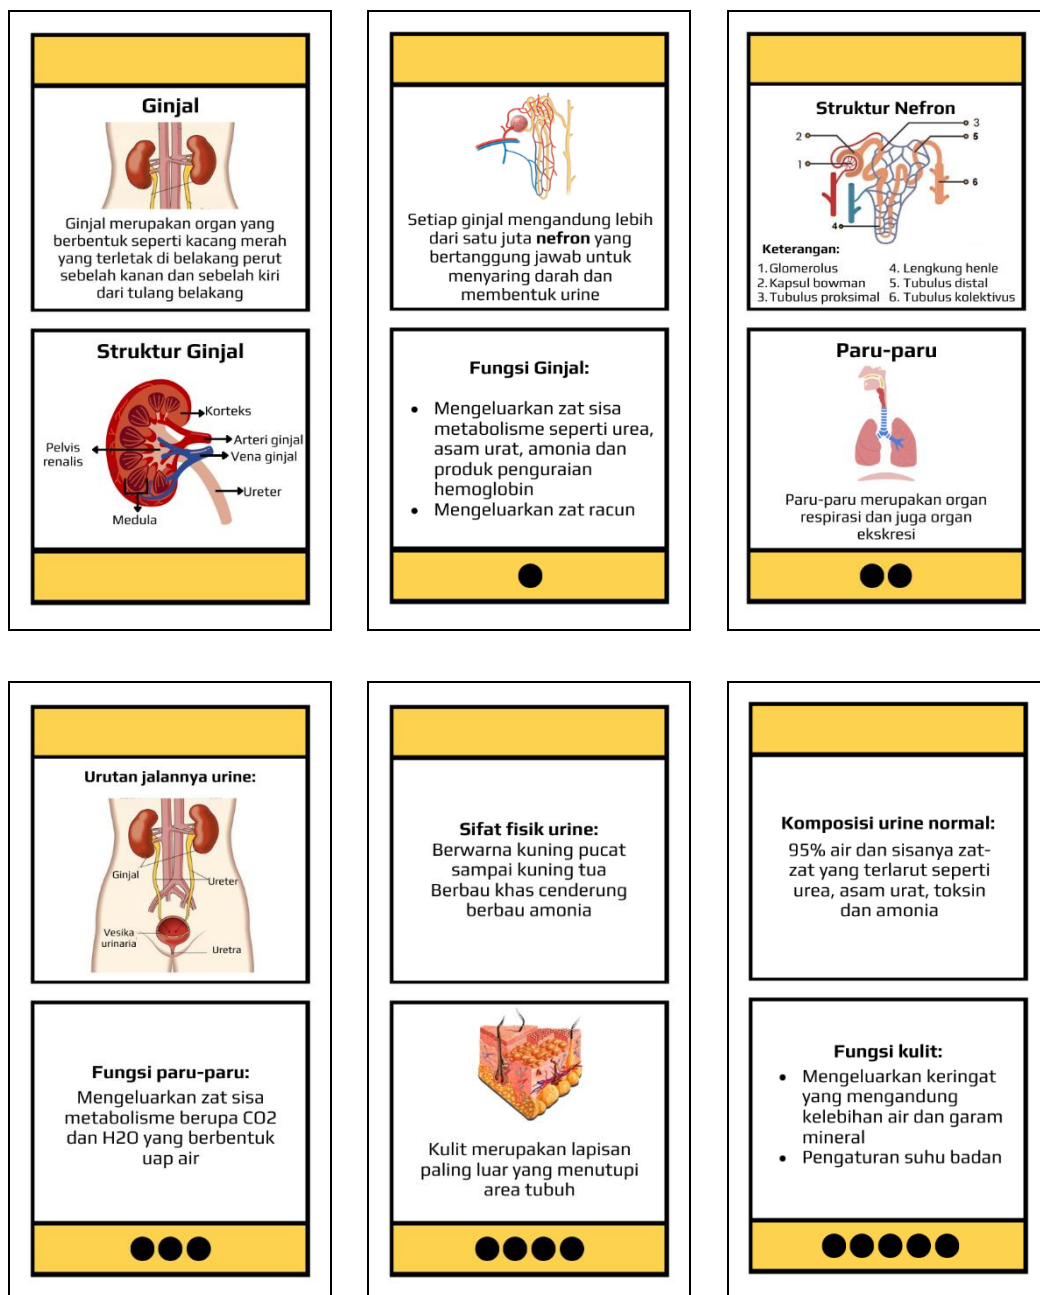 Ginjal
Ginjal merupakan organ yang
berbentuk seperti kacang merah
yang terletak di belakang perut
sebelah kanan dan sebelah kiri
dari tulang belakang
Struktur Ginjal
Korteks
Arteri ginjal
Pelvis
renalis
Vena ginjal
Ureter
Medula
Setiap ginjal mengandung lebih
dari satu juta nefron yang
bertanggung jawab untuk
menyaring darah dan
membentuk urine
Fungsi Ginjal:
• Mengeluarkan zat sisa
metabolisme seperti urea,
asam urat, amonia dan
produk penguraian
hemoglobin
• Mengeluarkan zat racun
Struktur Nefron
3
2
5
1
6
4
Keterangan:
1. Glomerolus
2. Kapsul bowman
3. Tubulus proksimal
4. Lengkung henle
5. Tubulus distal
6. Tubulus kolektivus
Paru-paru
Paru-paru merupakan organ
respirasi dan juga organ
ekskresi
Urutan jalannya urine:
Ginjal
Ureter
Vesika
urinaria
Uretra
Fungsi paru-paru:
Mengeluarkan zat sisa
metabolisme berupa CO2
dan H2O yang berbentuk
uap air
Sifat fisik urine:
Berwarna kuning pucat
sampai kuning tua
Berbau khas cenderung
berbau amonia
Kulit merupakan lapisan
paling luar yang menutupi
area tubuh
Komposisi urine normal:
95% air dan sisanya zat-
zat yang terlarut seperti
urea, asam urat, toksin
dan amonia
Fungsi kulit:
• Mengeluarkan keringat
yang mengandung
kelebihan air dan garam
mineral
• Pengaturan suhu badan